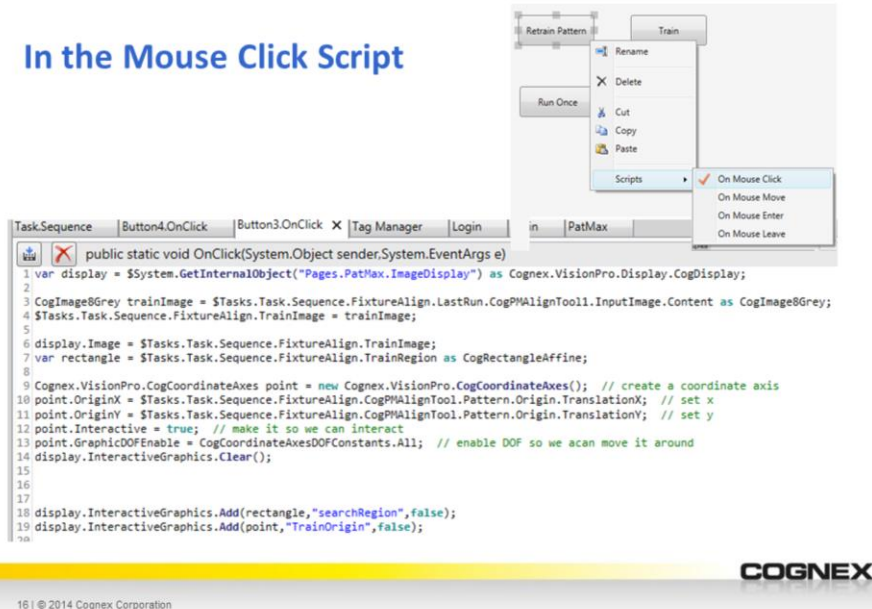 In the Mouse Click Script
Retrain Pattern
Train
Run Once
Rename
Delete
Cut
Copy
Paste
Scripts
On Mouse Click
On Mouse Move
On Mouse Enter
On Mouse Leave
Task.Sequence Button4.OnClick Button3.OnClick X Tag Manager Login PatMax
public static void OnClick(System.Object sender,System.EventArgs e)
1 var display = $System.GetInternalObject("Pages.PatMax.ImageDisplay") as Cognex.VisionPro.Display.CogDisplay;
2
3 CogImage8Grey trainImage = $Tasks.Task.Sequence.FixtureAlign.LastRun.CogPMAlignTool1.InputImage.Content as CogImage8Grey;
4 $Tasks.Task.Sequence.FixtureAlign.TrainImage = trainImage;
5
6 display.Image = $Tasks.Task.Sequence.FixtureAlign.TrainImage;
7 var rectangle = $Tasks.Task.Sequence.FixtureAlign.TrainRegion as CogRectangleAffine;
8
9 Cognex.VisionPro.CogCoordinateAxes point = new Cognex.VisionPro.CogCoordinateAxes(); // create a coordinate axis
10 point.OriginX = $Tasks.Task.Sequence.FixtureAlign.CogPMAlignTool.Pattern.Origin.TranslationX; // set x
11 point.OriginY = $Tasks.Task.Sequence.FixtureAlign.CogPMAlignTool.Pattern.Origin.TranslationY; // set y
12 point.Interactive = true; // make it so we can interact
13 point.GraphicDOFEnable = CogCoordinateAxesDOFConstants.All; // enable DOF so we acan move it around
14 display.InteractiveGraphics.Clear();
15
16
17
18 display.InteractiveGraphics.Add(rectangle,"searchRegion",false);
19 display.InteractiveGraphics.Add(point,"TrainOrigin",false);
20
COGNEX
16 | © 2014 Cognex Corporation